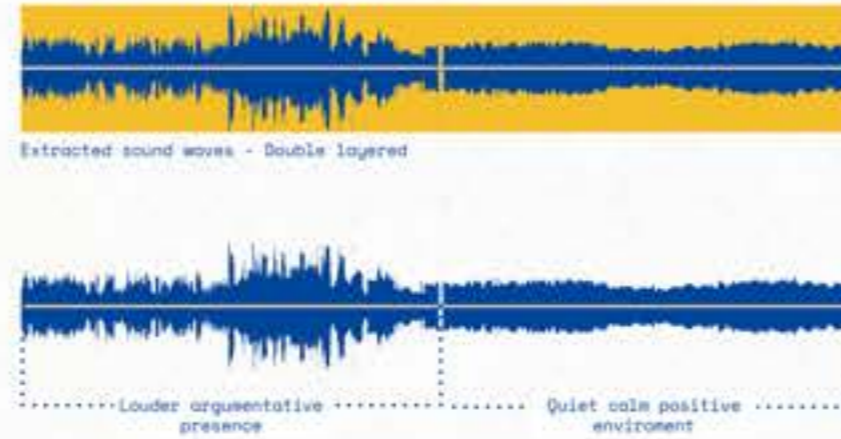 Extracted sound waves - Double layered
Louder argumentative
presence
Quiet calm positive
enviroment